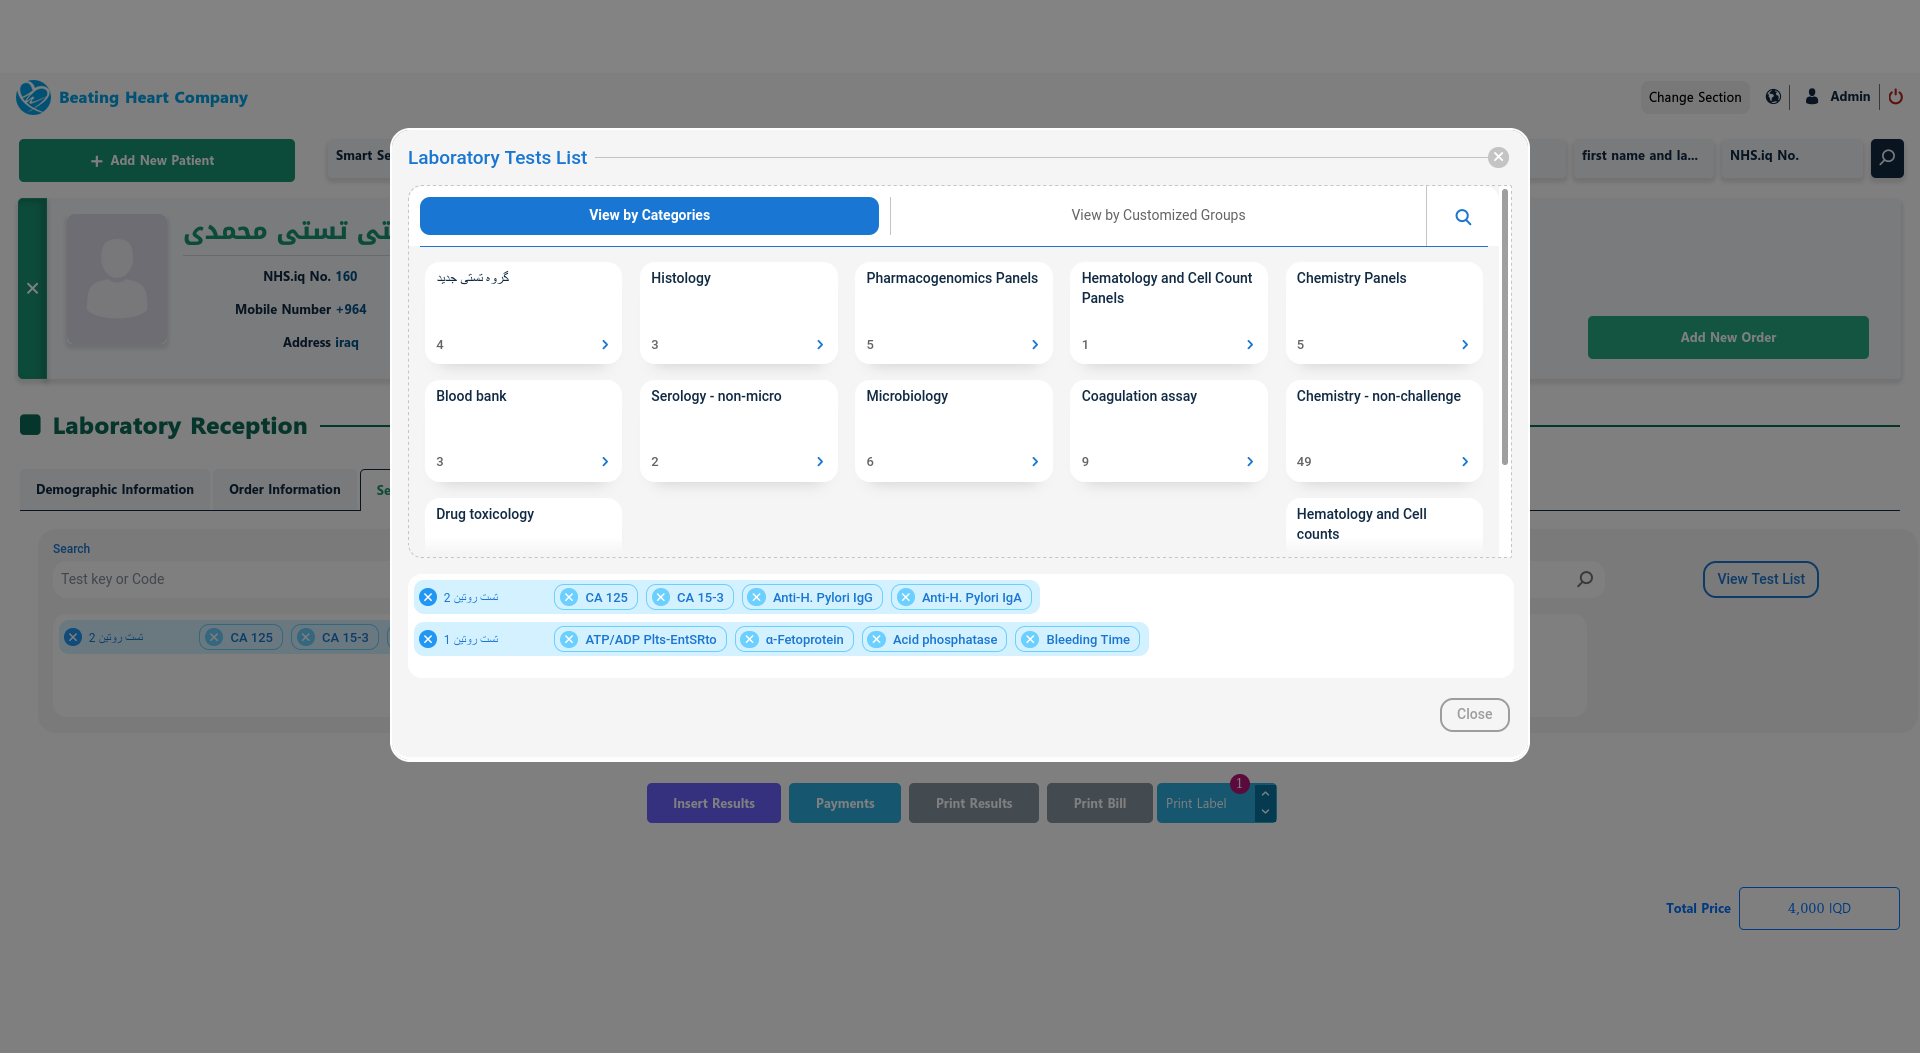 Beating Heart Company
Change Section
Admin
Add New Patient
Smart Se
first name and la...
NHS.iq No.
تی تستی محمدی
NHS.iq No. 160
Mobile Number +964
Address iraq
Add New Order
Laboratory Reception
Demographic Information
Order Information
Se
Search
Test key or Code
View Test List
تست روتین 2
CA 125
CA 15-3
Laboratory Tests List
View by Categories
View by Customized Groups
گروه تستی جدید
4
Histology
3
Pharmacogenomics Panels
5
Hematology and Cell Count
Panels
1
Chemistry Panels
5
Blood bank
3
Serology - non-micro
2
Microbiology
6
Coagulation assay
9
Chemistry - non-challenge
49
Drug toxicology
Hematology and Cell
counts
تست روتین 2
CA 125
CA 15-3
Anti-H. Pylori IgG
Anti-H. Pylori IgA
تست روتین 1
ATP/ADP Plts-EntSRto
α-Fetoprotein
Acid phosphatase
Bleeding Time
Close
Insert Results
Payments
Print Results
Print Bill
Print Label
1
Total Price
4,000 IQD